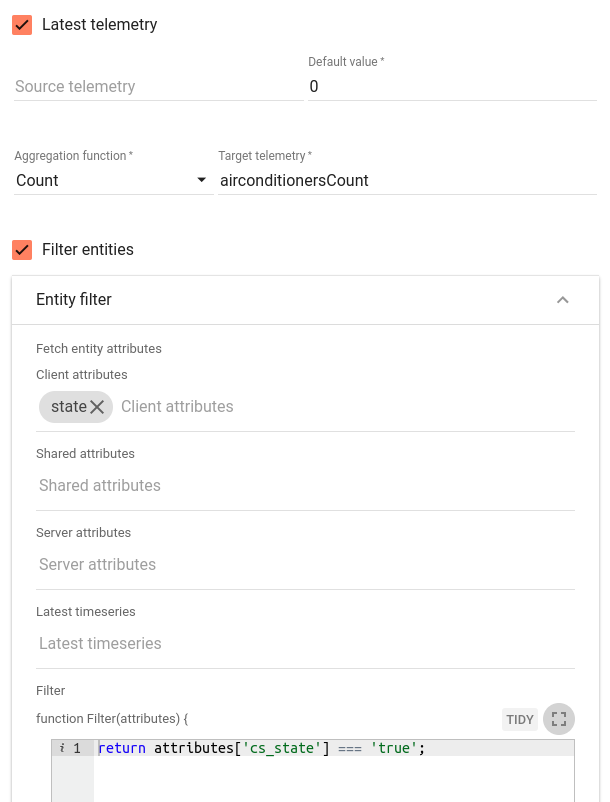 Latest telemetry
Default value *
Source telemetry
0
Aggregation function *
Target telemetry *
Count
airconditionersCount
Filter entities
Entity filter
Fetch entity attributes
Client attributes
state
Client attributes
Shared attributes
Shared attributes
Server attributes
Server attributes
Latest timeseries
Latest timeseries
Filter
function Filter(attributes) {
TIDY
i 1 return attributes['cs_state'] === 'true';